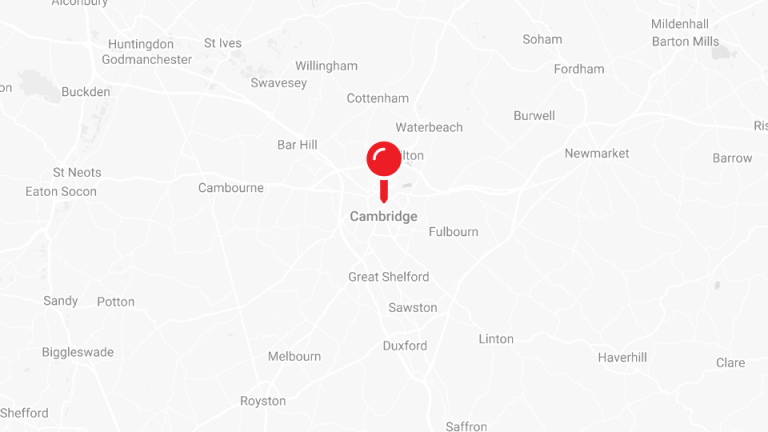 Alconbury
Mildenhall
Barton Mills
Huntingdon
Godmanchester
St Ives
Soham
Willingham
Fordham
Swavesey
Buckden
Cottenham
Burwell
Waterbeach
Bar Hill
Newmarket
Barrow
St Neots
Eaton Socon
Cambourne
Cambridge
Fulbourn
Great Shelford
Sandy
Potton
Sawston
Linton
Duxford
Biggleswade
Melbourn
Haverhill
Clare
Royston
Shefford
Saffron